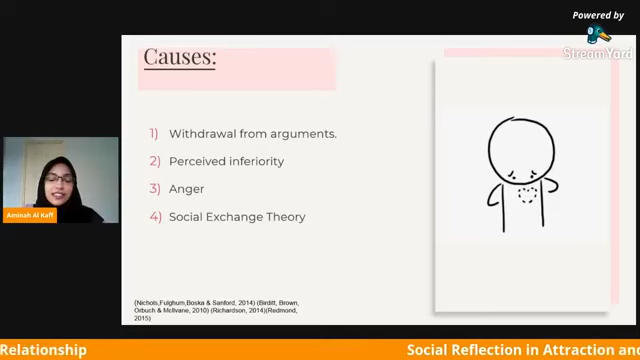 Powered by
StreamYard
Causes:
1) Withdrawal from arguments.
2) Perceived inferiority
3) Anger
4) Social Exchange Theory
Aminah Al Kaff
(Nichols,Fulghum,Boska & Sanford, 2014) (Birditt, Brown,
Orbuch & McIlvane, 2010) (Richardson, 2014)(Redmond,
2015)
Relationship
Social Reflection in Attraction and